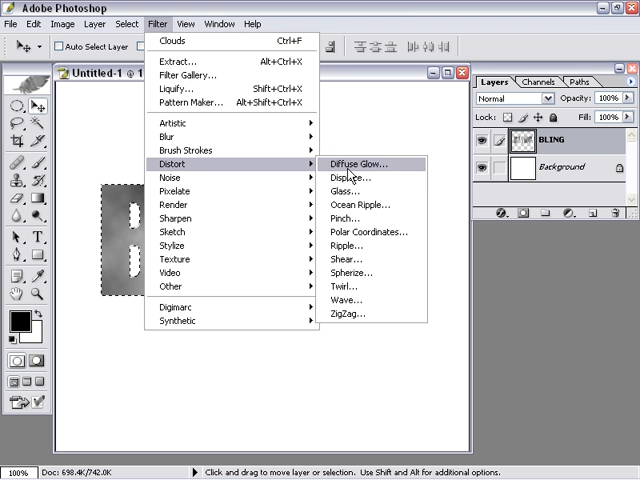 Adobe Photoshop
File Edit Image Layer Select Filter View Window Help
Auto Select Layer
Clouds Ctrl+F
Extract... Alt+Ctrl+X
Filter Gallery...
Liquify... Shift+Ctrl+X
Pattern Maker... Alt+Shift+Ctrl+X
Artistic
Blur
Brush Strokes
Distort
Noise
Pixelate
Render
Sharpen
Sketch
Stylize
Texture
Video
Other
Digimarc
Synthetic
Diffuse Glow...
Displace...
Glass...
Ocean Ripple...
Pinch...
Polar Coordinates...
Ripple...
Shear...
Spherize...
Twirl...
Wave...
ZigZag...
Untitled-1 @ 1
Layers Channels Paths
Normal Opacity: 100%
Lock: Fill: 100%
BLING
Background
100% Doc: 698.4K/742.0K Click and drag to move layer or selection. Use Shift and Alt for additional options.